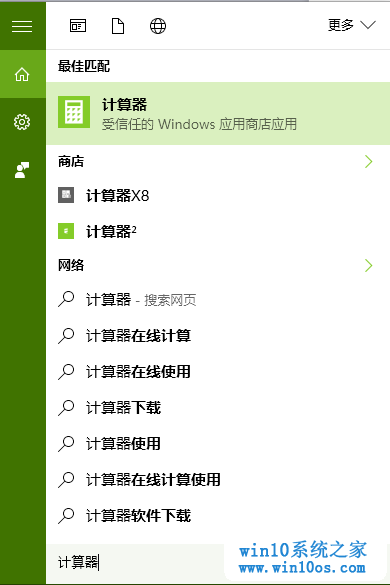 更多
最佳匹配
计算器
受信任的 Windows 应用商店应用
商店
计算器X8
计算器²
网络
计算器 - 搜索网页
计算器在线计算
计算器在线使用
计算器下载
计算器使用
计算器在线计算使用
计算器软件下载
计算器
win10系统之家
www.win10os.com